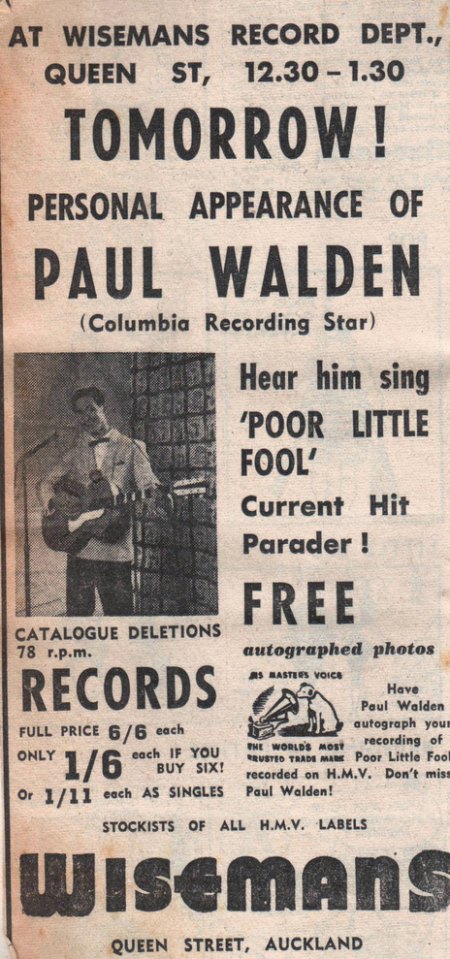 AT WISEMANS RECORD DEPT.,
QUEEN ST, 12.30 – 1.30
TOMORROW!
PERSONAL APPEARANCE OF
PAUL WALDEN
(Columbia Recording Star)
Hear him sing
'POOR LITTLE
FOOL'
Current Hit
Parader!
FREE
autographed photos
CATALOGUE DELETIONS
78 r.p.m.
RECORDS
FULL PRICE 6/6 each
ONLY 1/6 each IF YOU
BUY SIX!
Or 1/11 each AS SINGLES
HIS MASTER'S VOICE
THE WORLD'S MOST
TRUSTED TRADE MARK
Have
Paul Walden
autograph your
recording of
Poor Little Fool
recorded on H.M.V. Don't miss
Paul Walden!
STOCKISTS OF ALL H.M.V. LABELS
WISEMANS
QUEEN STREET, AUCKLAND